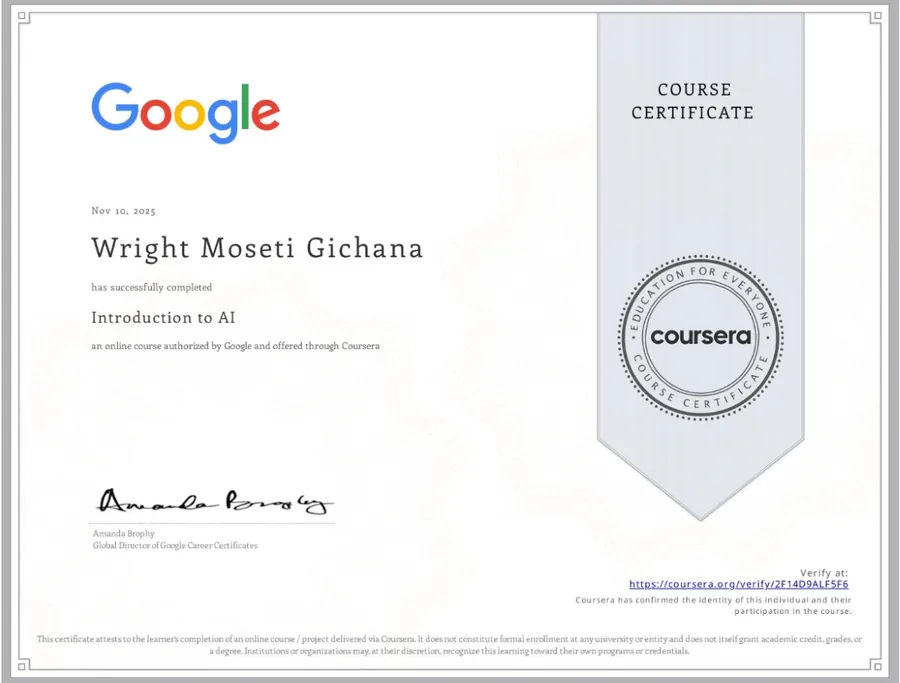 Google
COURSE
CERTIFICATE
Nov 10, 2025
Wright Moseti Gichana
has successfully completed
Introduction to AI
an online course authorized by Google and offered through Coursera
EDUCATION FOR EVERYONE
coursera
COURSE CERTIFICATE
Amanda Brophy
Amanda Brophy
Global Director of Google Career Certificates
Verify at:
https://coursera.org/verify/2F14D9ALF5F6
Coursera has confirmed the identity of this individual and their
participation in the course.
This certificate attests to the learner's completion of an online course / project delivered via Coursera. It does not constitute formal enrollment at any university or entity and does not itself grant academic credit, grades, or
a degree. Institutions or organizations may, at their discretion, recognize this learning toward their own programs or credentials.